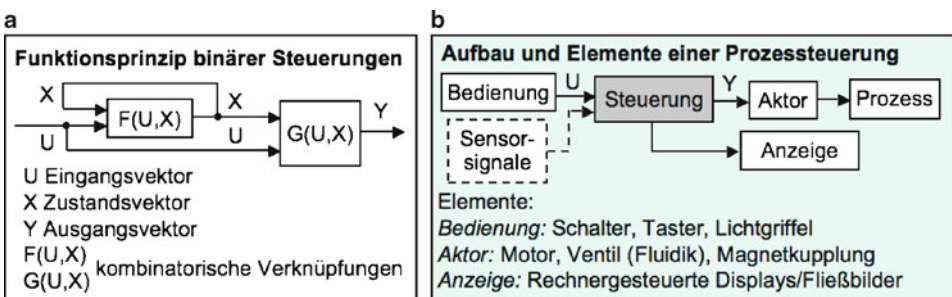 a
Funktionsprinzip binärer Steuerungen
X
X
Y
F(U,X)
G(U,X)
U
U
U Eingangsvektor
X Zustandsvektor
Y Ausgangsvektor
F(U,X)
G(U,X)
kombinatorische Verknüpfungen
b
Aufbau und Elemente einer Prozessteuerung
U
Y
Bedienung
Steuerung
Aktor
Prozess
Sensor-
signale
Anzeige
Elemente:
Bedienung: Schalter, Taster, Lichtgriffel
Aktor: Motor, Ventil (Fluidik), Magnetkupplung
Anzeige: Rechnergesteuerte Displays/Fließbilder